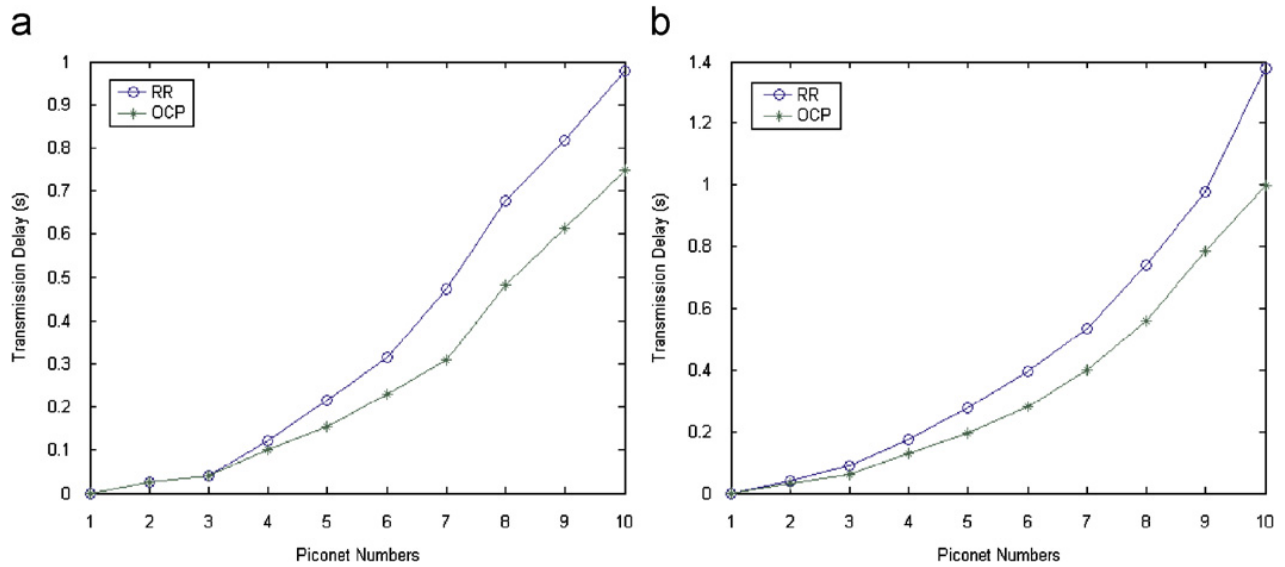 a
1
0.9
0.8
0.7
0.6
0.5
0.4
0.3
0.2
0.1
0
Transmission Delay (s)
RR
OCP
1 2 3 4 5 6 7 8 9 10
Piconet Numbers
b
1.4
1.2
1
0.8
0.6
0.4
0.2
0
Transmission Delay (s)
RR
OCP
1 2 3 4 5 6 7 8 9 10
Piconet Numbers